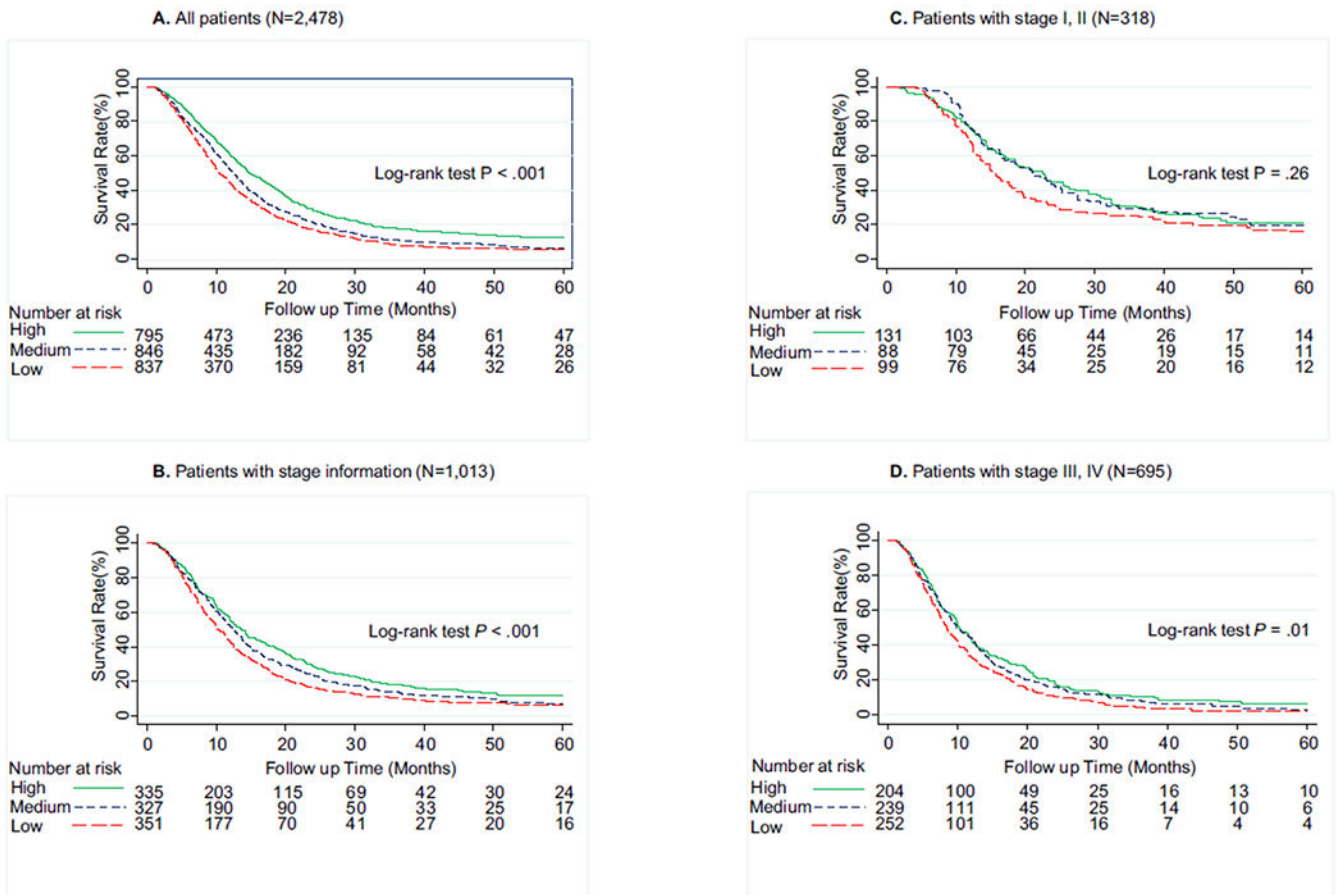 A. All patients (N=2,478)
Survival Rate(%)
100
80
60
40
20
0
Log-rank test P < .001
0 10 20 30 40 50 60
Number at risk
Follow up Time (Months)
High 795 473 236 135 84 61 47
Medium 846 435 182 92 58 42 28
Low 837 370 159 81 44 32 26
B. Patients with stage information (N=1,013)
Survival Rate(%)
100
80
60
40
20
0
Log-rank test P < .001
0 10 20 30 40 50 60
Number at risk
Follow up Time (Months)
High 335 203 115 69 42 30 24
Medium 327 190 90 50 33 25 17
Low 351 177 70 41 27 20 16
C. Patients with stage I, II (N=318)
Survival Rate(%)
100
80
60
40
20
0
Log-rank test P = .26
0 10 20 30 40 50 60
Number at risk
Follow up Time (Months)
High 131 103 66 44 26 17 14
Medium 88 79 45 25 19 15 11
Low 99 76 34 25 20 16 12
D. Patients with stage III, IV (N=695)
Survival Rate(%)
100
80
60
40
20
0
Log-rank test P = .01
0 10 20 30 40 50 60
Number at risk
Follow up Time (Months)
High 204 100 49 25 16 13 10
Medium 239 111 45 25 14 10 6
Low 252 101 36 16 7 4 4